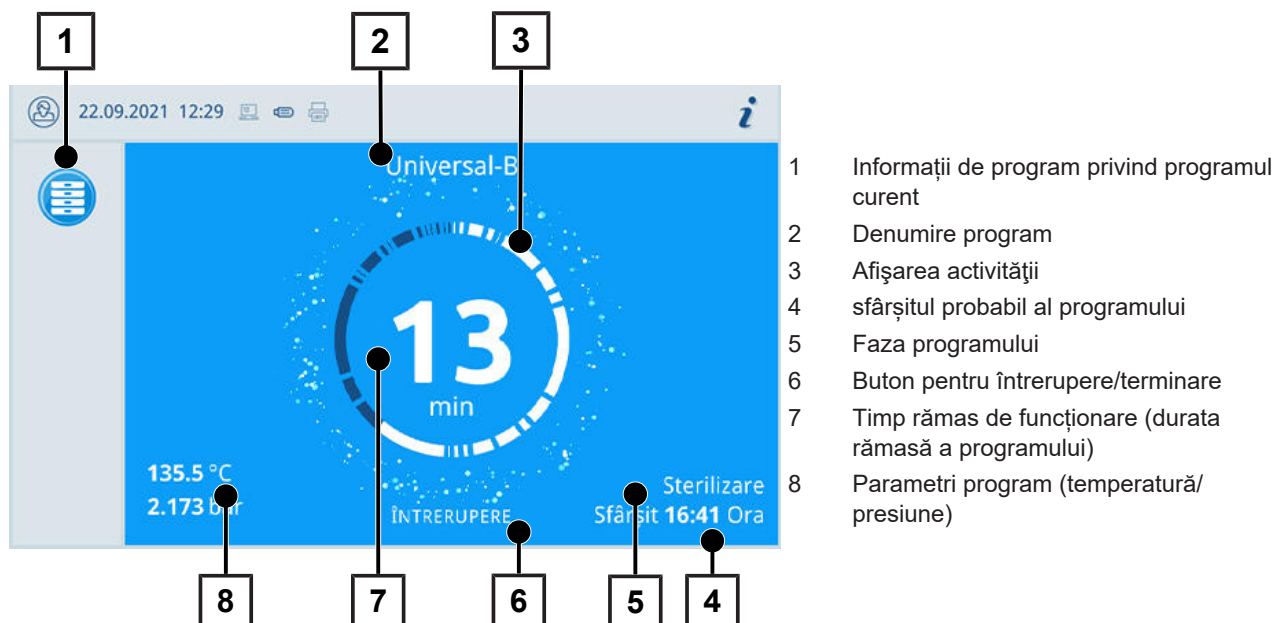 1
2
3
22.09.2021 12:29
i
Universal-B
13
min
135.5 °C
2.173 bar
ÎNTRERUPERE
Sterilizare
Sfârșit 16:41 Ora
8
7
6
5
4
1 Informații de program privind programul
curent
2 Denumire program
3 Afişarea activităţii
4 sfârșitul probabil al programului
5 Faza programului
6 Buton pentru întrerupere/terminare
7 Timp rămas de funcționare (durata
rămasă a programului)
8 Parametri program (temperatură/
presiune)